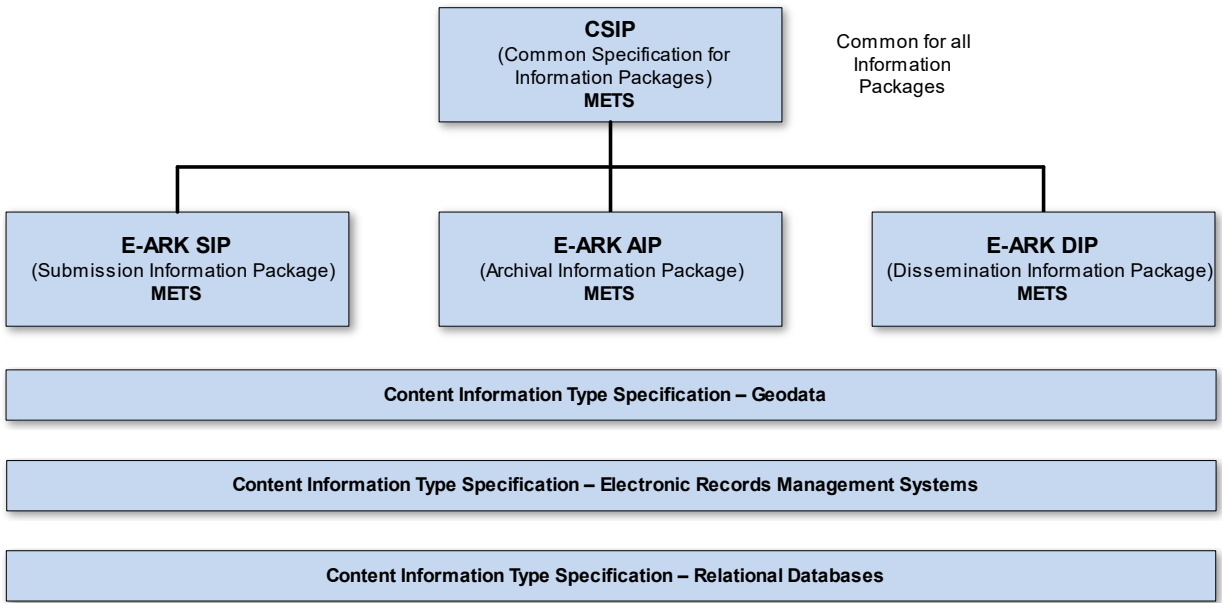 CSIP
(Common Specification for
Information Packages)
METS
Common for all
Information
Packages
E-ARK SIP
(Submission Information Package)
METS
E-ARK AIP
(Archival Information Package)
METS
E-ARK DIP
(Dissemination Information Package)
METS
Content Information Type Specification – Geodata
Content Information Type Specification – Electronic Records Management Systems
Content Information Type Specification – Relational Databases